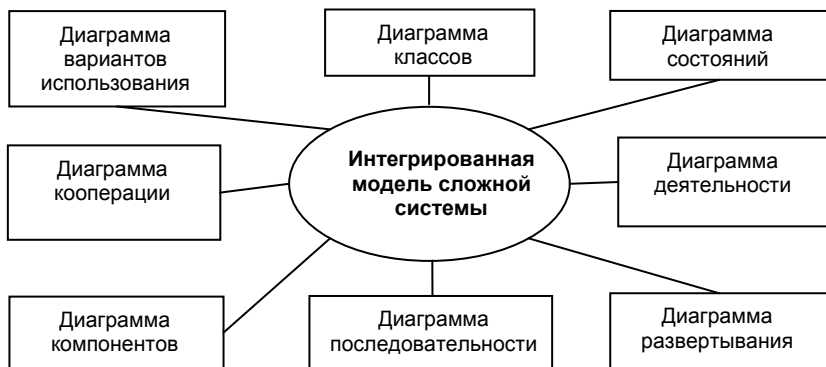 Диаграмма
вариантов
использования
Диаграмма
классов
Диаграмма
состояний
Диаграмма
кооперации
Интегрированная
модель сложной
системы
Диаграмма
деятельности
Диаграмма
компонентов
Диаграмма
последовательности
Диаграмма
развертывания